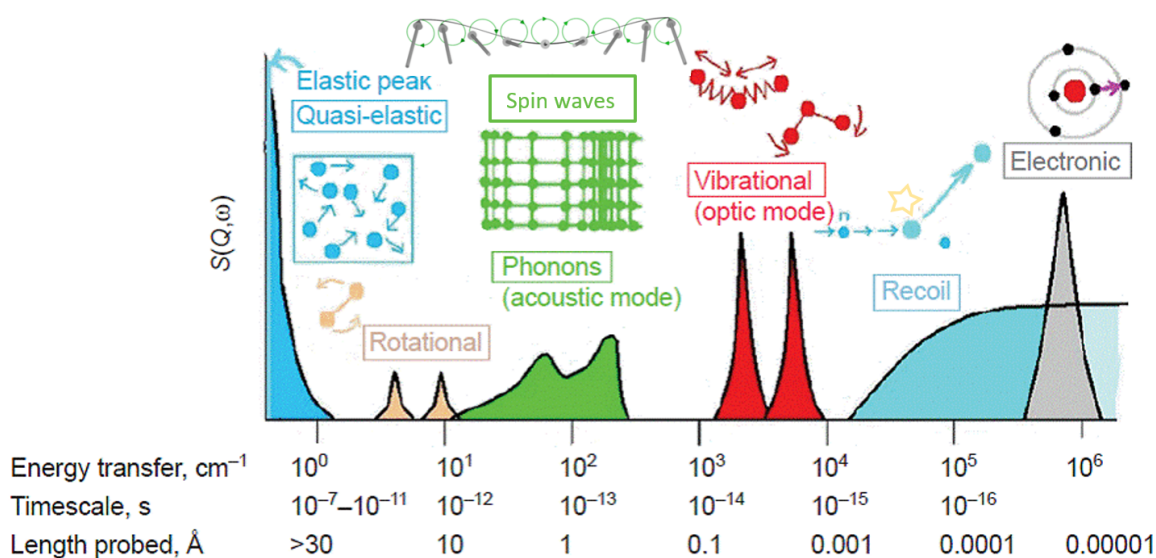 Elastic peaк
Quasi-elastic
Spin waves
Electronic
Vibrational
(optic mode)
n
Phonons
(acoustic mode)
Recoil
Rotational
S(Q,ω)
Energy transfer, cm⁻¹ 10⁰ 10¹ 10² 10³ 10⁴ 10⁵ 10⁶
Timescale, s 10⁻⁷–10⁻¹¹ 10⁻¹² 10⁻¹³ 10⁻¹⁴ 10⁻¹⁵ 10⁻¹⁶
Length probed, Å >30 10 1 0.1 0.001 0.0001 0.00001